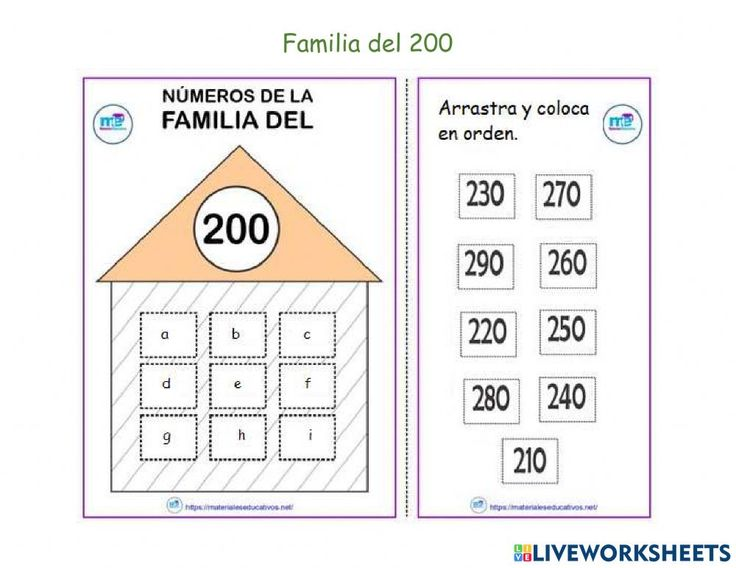 Familia del 200
NÚMEROS DE LA
FAMILIA DEL
200
a b c
d e f
g h i
https://materialeseducativos.net/
Arrastra y coloca
en orden.
230 270
290 260
220 250
280 240
210
https://materialeseducativos.net/
LIVEWORKSHEETS